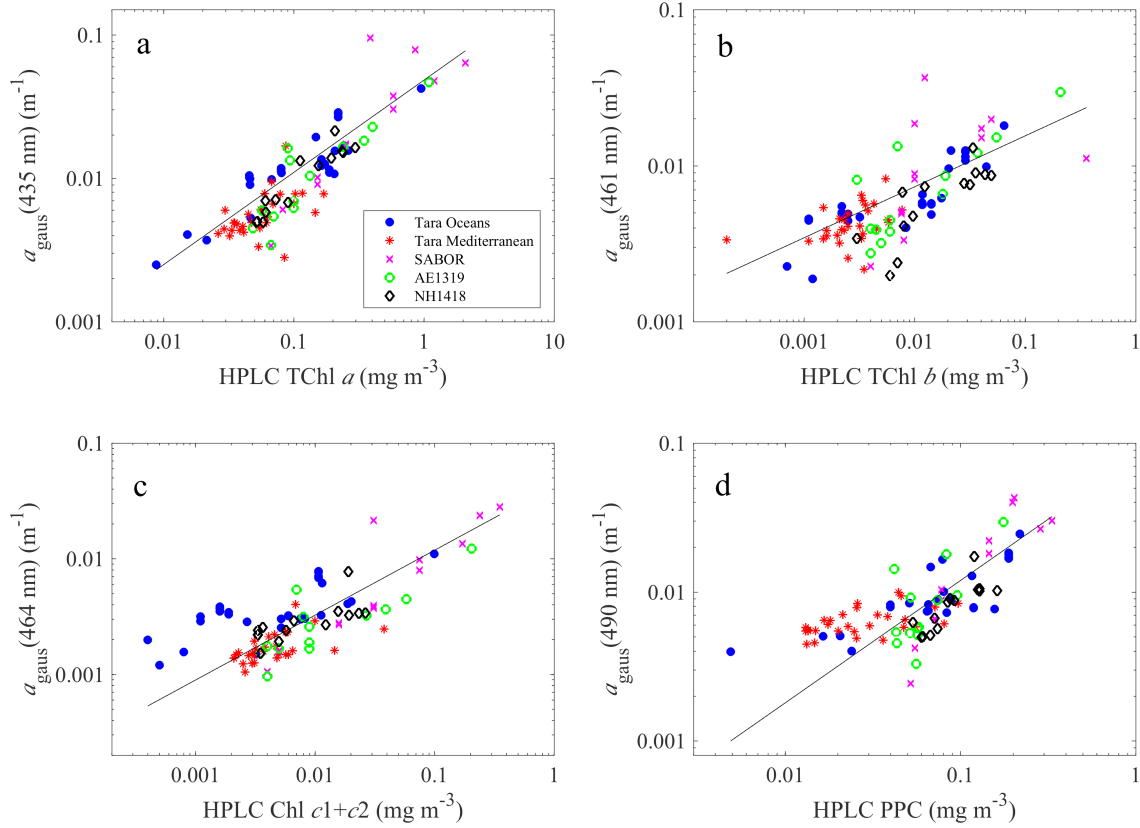 a
0.1
0.01
0.001
a_gaus(435 nm) (m⁻¹)
0.01
0.1
1
10
HPLC TChl a (mg m⁻³)
Tara Oceans
Tara Mediterranean
SABOR
AE1319
NH1418
b
0.1
0.01
0.001
a_gaus(461 nm) (m⁻¹)
0.001
0.01
0.1
1
HPLC TChl b (mg m⁻³)
c
0.1
0.01
0.001
a_gaus(464 nm) (m⁻¹)
0.001
0.01
0.1
1
HPLC Chl c1+c2 (mg m⁻³)
d
0.1
0.01
0.001
a_gaus(490 nm) (m⁻¹)
0.01
0.1
1
HPLC PPC (mg m⁻³)